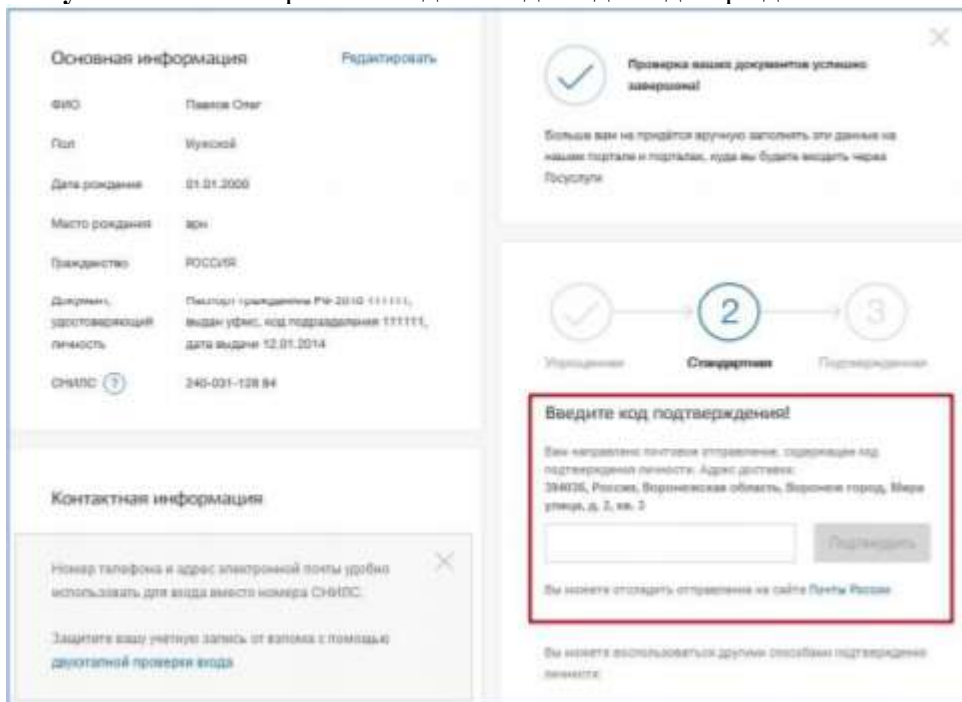 Основная информация
Редактировать
ФИО Павлов Олег
Пол Мужской
Дата рождения 01.01.2000
Место рождения врн
Гражданство РОССИЯ
Документ, удостоверяющий личность
Паспорт гражданина РФ 2010 111111,
выдан уфмс, код подразделения 111111,
дата выдачи 12.01.2014
СНИЛС ? 240-031-128 84
Контактная информация
Номер телефона и адрес электронной почты удобно
использовать для входа вместо номера СНИЛС.
Защитите вашу учетную запись от взлома с помощью
двухэтапной проверки входа
Проверка ваших документов успешно
завершена!
Больше вам не придётся вручную заполнять эти данные на
нашем портале и порталах, куда вы будете входить через
Госуслуги
2
3
Упрощенная Стандартная Подтвержденная
Введите код подтверждения!
Вам направлено почтовое отправление, содержащее код
подтверждения личности. Адрес доставки:
394036, Россия, Воронежская область, Воронеж город, Мира
улица, д. 2, кв. 3
Подтвердить
Вы можете отследить отправление на сайте Почты России
Вы можете воспользоваться другими способами подтверждения
личности: